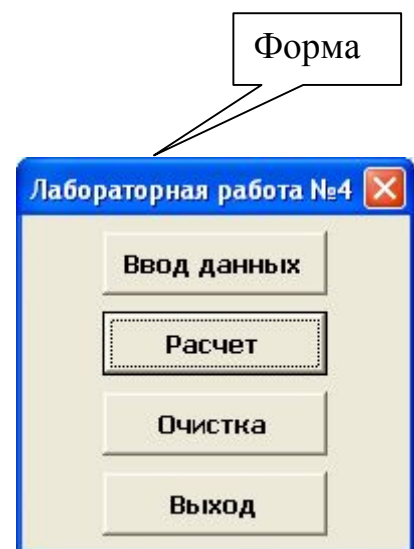 Форма
Лабораторная работа №4
Ввод данных
Расчет
Очистка
Выход